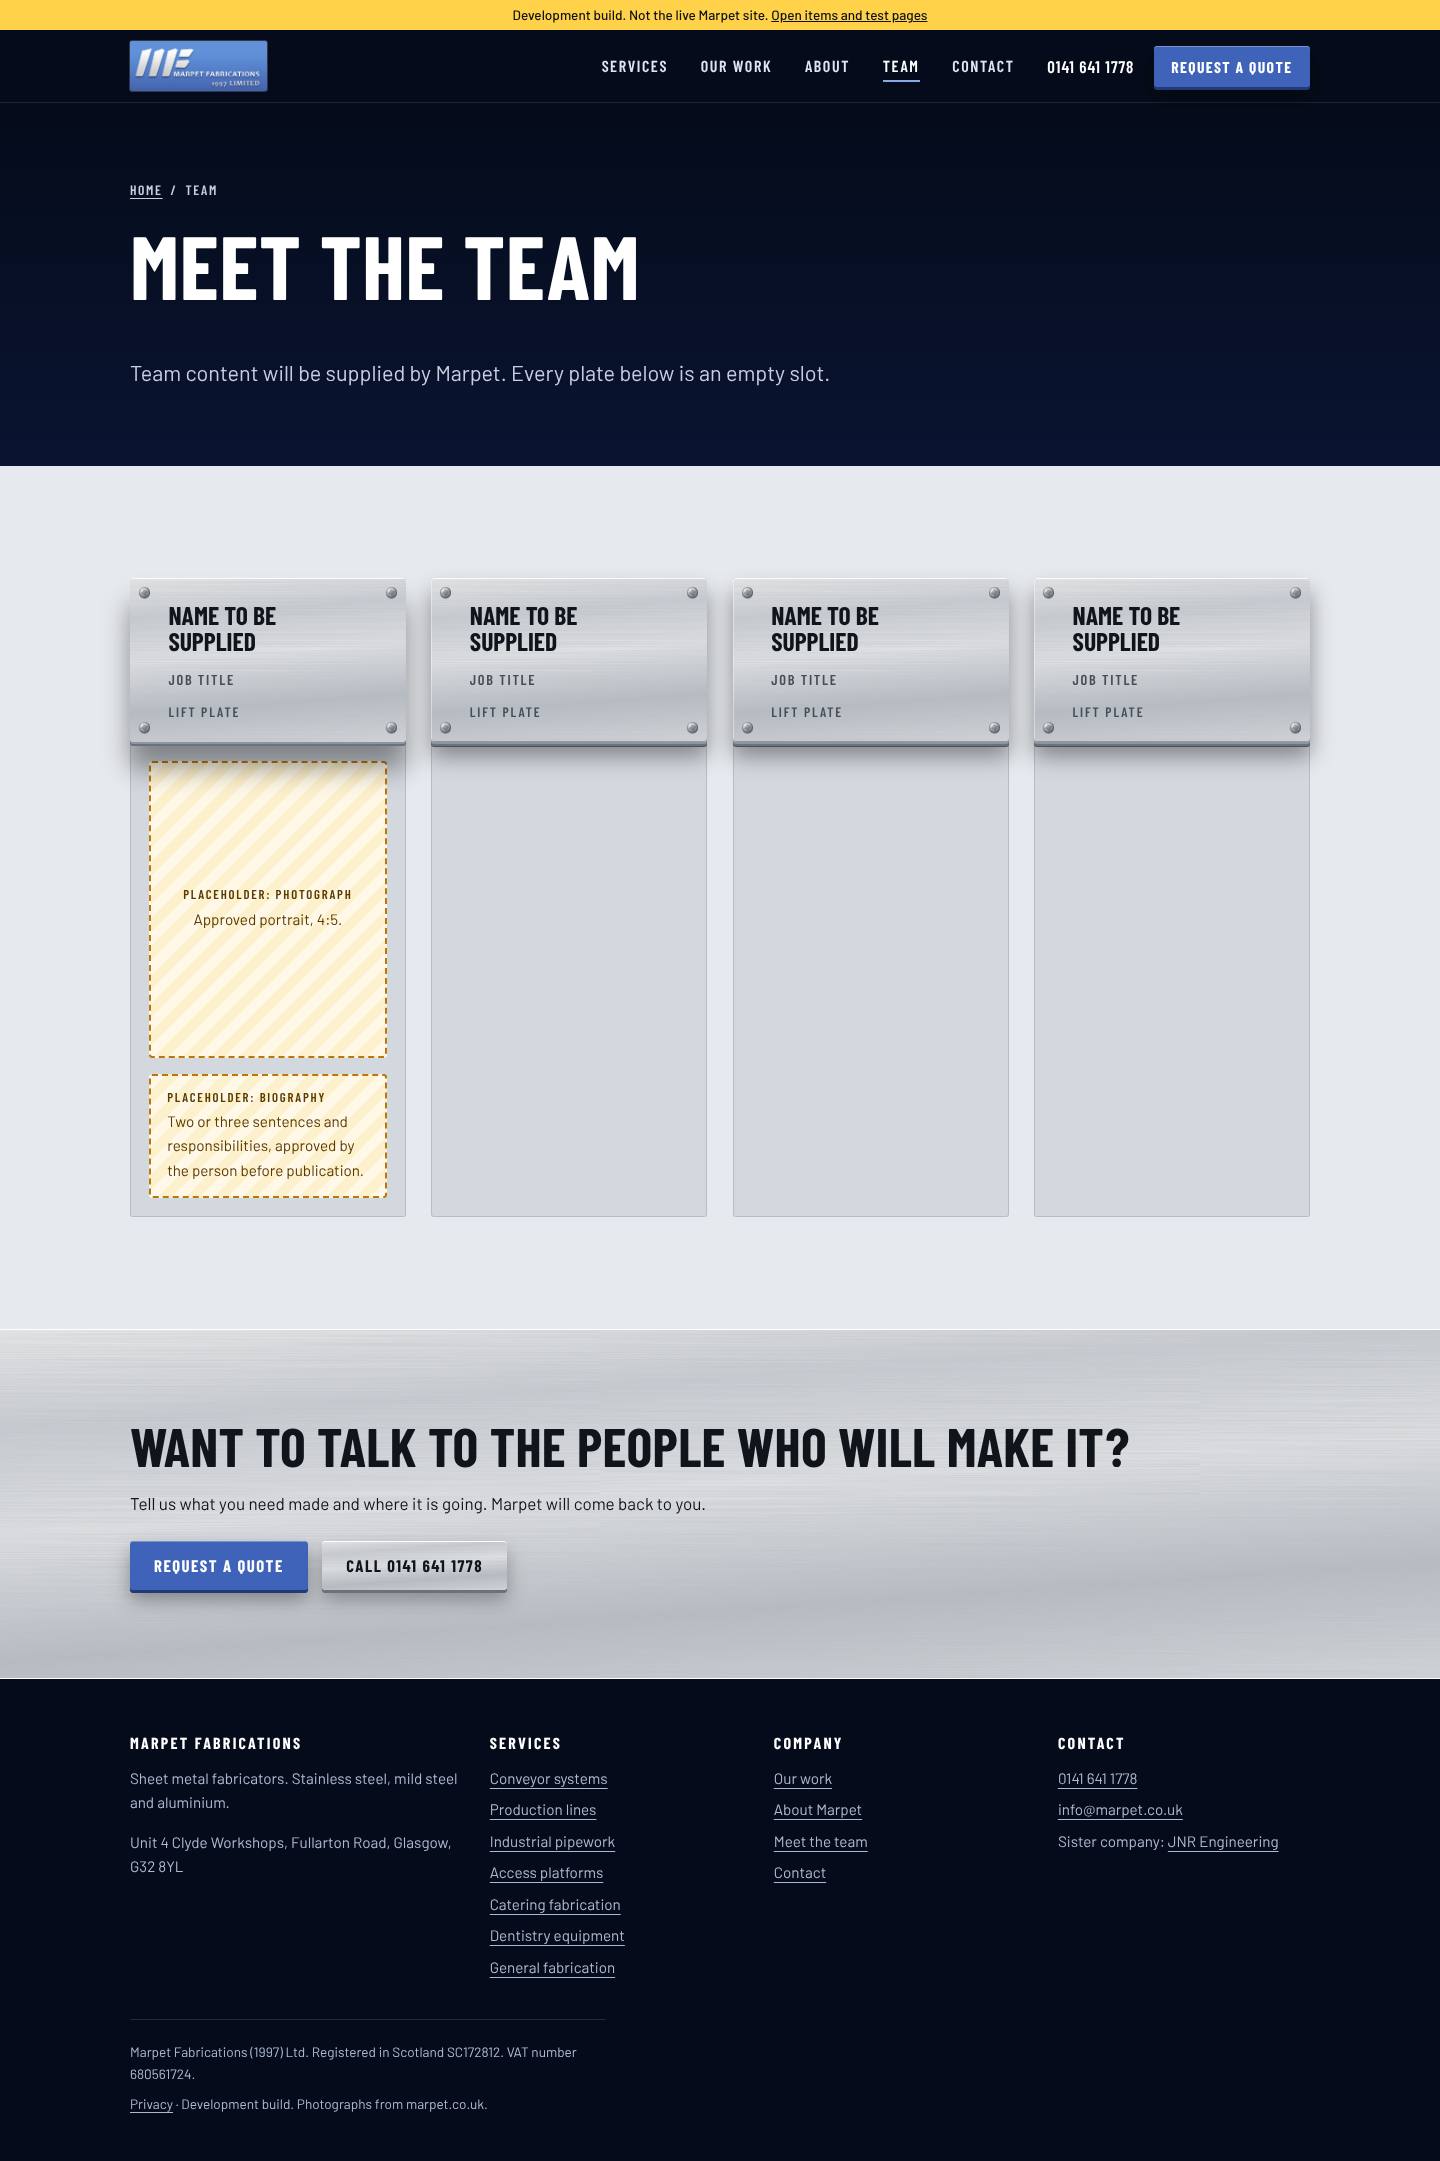 Development build. Not the live Marpet site. Open items and test pages
MARPET FABRICATIONS
1997 LIMITED
SERVICES
OUR WORK
ABOUT
TEAM
CONTACT
0141 641 1778
REQUEST A QUOTE
HOME / TEAM
MEET THE TEAM
Team content will be supplied by Marpet. Every plate below is an empty slot.
NAME TO BE
SUPPLIED
JOB TITLE
LIFT PLATE
PLACEHOLDER: PHOTOGRAPH
Approved portrait, 4:5.
PLACEHOLDER: BIOGRAPHY
Two or three sentences and
responsibilities, approved by
the person before publication.
NAME TO BE
SUPPLIED
JOB TITLE
LIFT PLATE
NAME TO BE
SUPPLIED
JOB TITLE
LIFT PLATE
NAME TO BE
SUPPLIED
JOB TITLE
LIFT PLATE
WANT TO TALK TO THE PEOPLE WHO WILL MAKE IT?
Tell us what you need made and where it is going. Marpet will come back to you.
REQUEST A QUOTE
CALL 0141 641 1778
MARPET FABRICATIONS
Sheet metal fabricators. Stainless steel, mild steel
and aluminium.
Unit 4 Clyde Workshops, Fullarton Road, Glasgow,
G32 8YL
SERVICES
Conveyor systems
Production lines
Industrial pipework
Access platforms
Catering fabrication
Dentistry equipment
General fabrication
COMPANY
Our work
About Marpet
Meet the team
Contact
CONTACT
0141 641 1778
info@marpet.co.uk
Sister company: JNR Engineering
Marpet Fabrications (1997) Ltd. Registered in Scotland SC172812. VAT number
680561724.
Privacy · Development build. Photographs from marpet.co.uk.